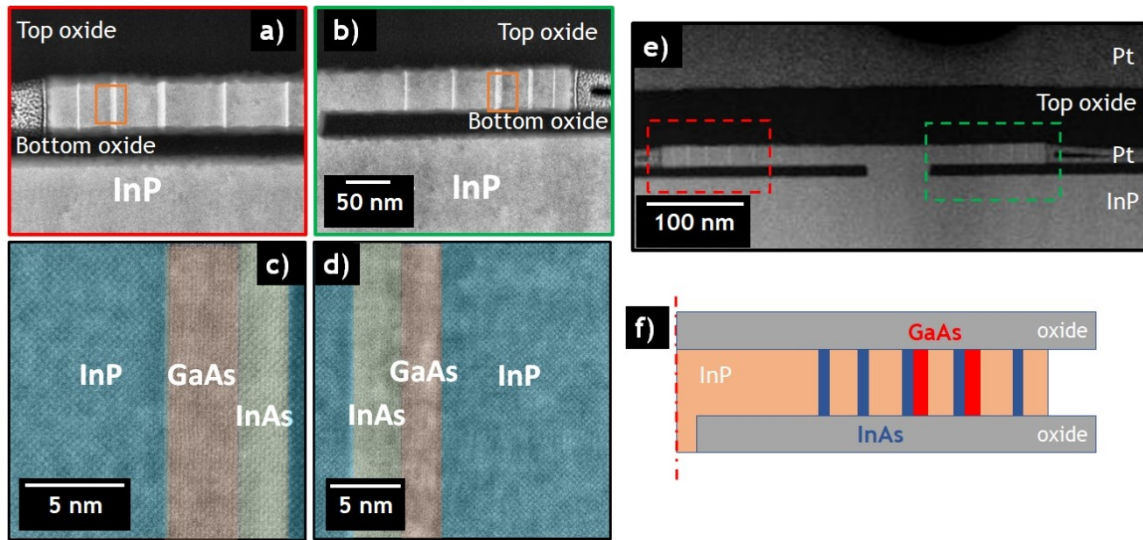 Top oxide
a)
Bottom oxide
InP
b)
Top oxide
Bottom oxide
50 nm
InP
c)
InP
GaAs
InAs
5 nm
d)
InAs
GaAs
InP
5 nm
e)
Pt
Top oxide
Pt
InP
100 nm
f)
GaAs
oxide
InP
InAs
oxide